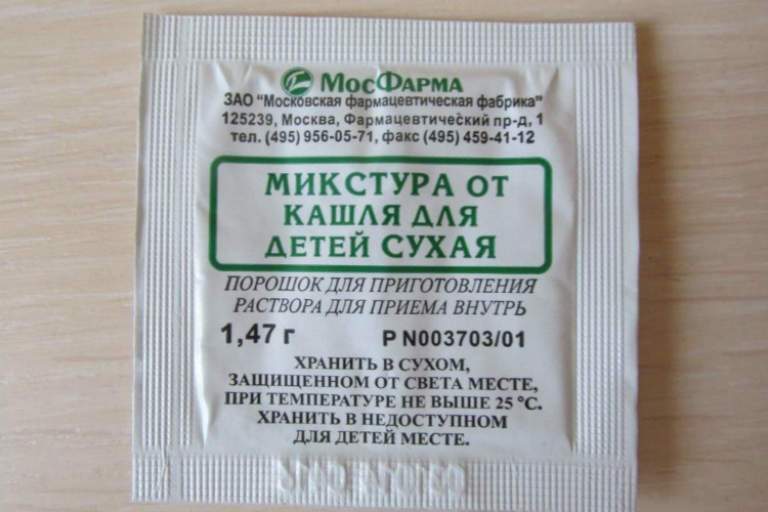 МосФарма
ЗАО "Московская фармацевтическая фабрика"
125239, Москва, Фармацевтический пр-д, 1
тел. (495) 956-05-71, факс (495) 459-41-12
МИКСТУРА ОТ
КАШЛЯ ДЛЯ
ДЕТЕЙ СУХАЯ
ПОРОШОК ДЛЯ ПРИГОТОВЛЕНИЯ
РАСТВОРА ДЛЯ ПРИЕМА ВНУТРЬ
1,47 г Р N003703/01
ХРАНИТЬ В СУХОМ,
ЗАЩИЩЕННОМ ОТ СВЕТА МЕСТЕ,
ПРИ ТЕМПЕРАТУРЕ НЕ ВЫШЕ 25 °С.
ХРАНИТЬ В НЕДОСТУПНОМ
ДЛЯ ДЕТЕЙ МЕСТЕ.